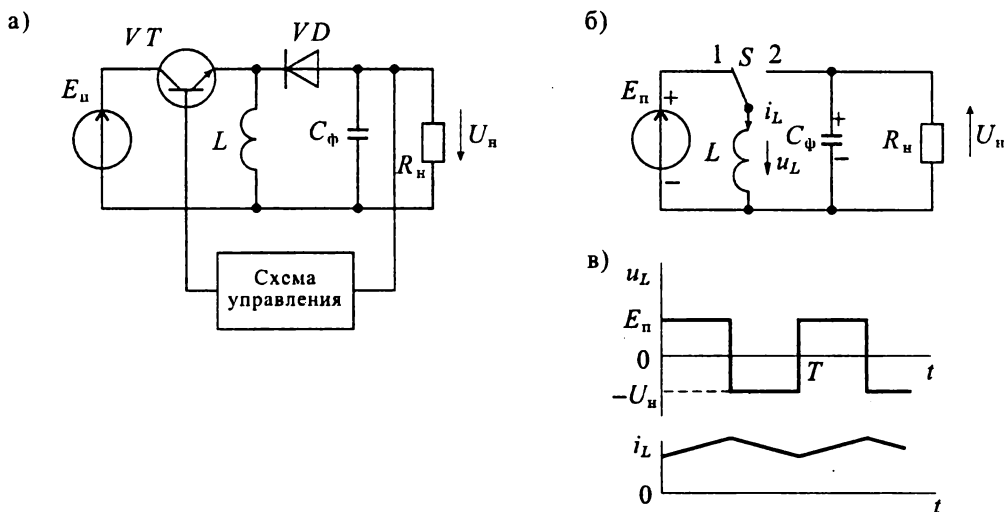 а)
VT
VD
Eп
L
Cф
Rн
Uн
Схема
управления
б)
1 S 2
Eп
+
−
iL
L
uL
Cф
+
−
Rн
Uн
в)
uL
Eп
0
T
t
−Uн
iL
0
t